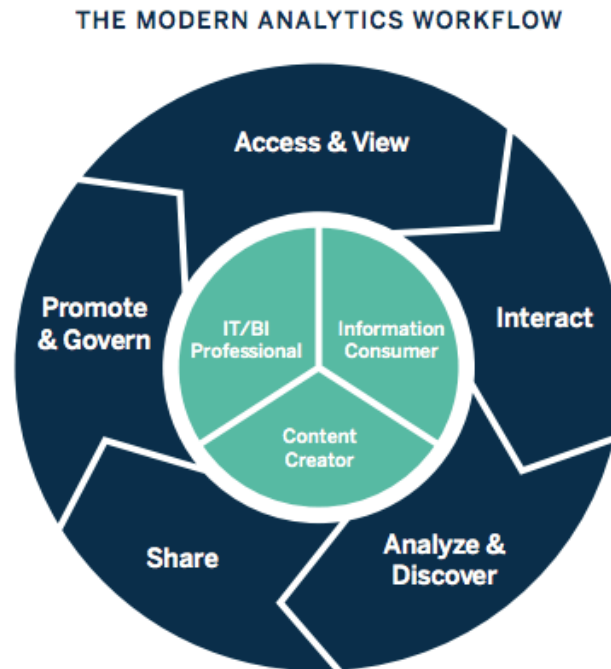 THE MODERN ANALYTICS WORKFLOW
Access & View
Interact
Analyze &
Discover
Share
Promote
& Govern
IT/BI
Professional
Information
Consumer
Content
Creator